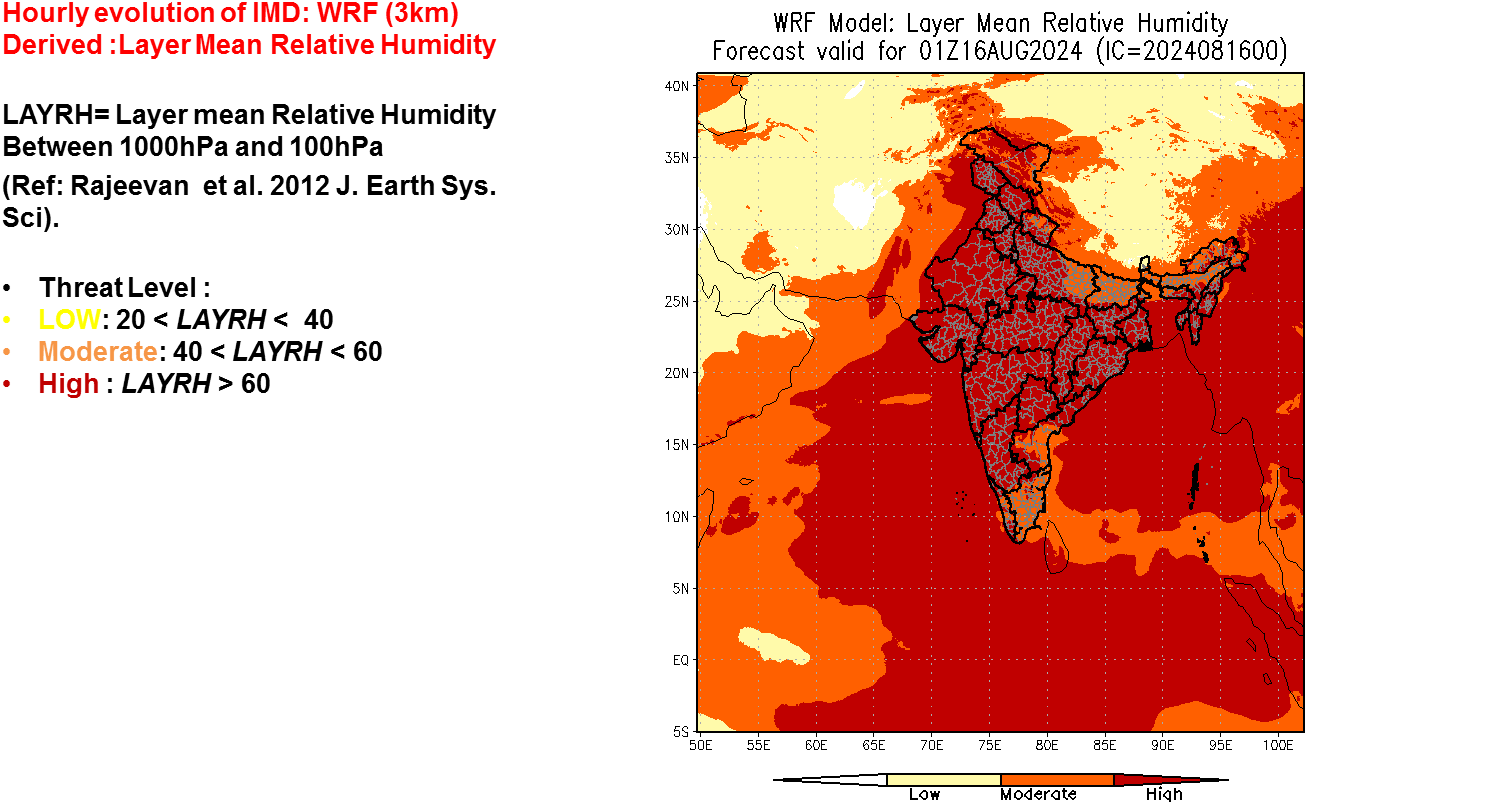 Hourly evolution of IMD: WRF (3km)
Derived :Layer Mean Relative Humidity
LAYRH= Layer mean Relative Humidity
Between 1000hPa and 100hPa
(Ref: Rajeevan et al. 2012 J. Earth Sys.
Sci).
• Threat Level :
• LOW: 20 < LAYRH < 40
• Moderate: 40 < LAYRH < 60
• High : LAYRH > 60
WRF Model: Layer Mean Relative Humidity
Forecast valid for 01Z16AUG2024 (IC=2024081600)
40N
35N
30N
25N
20N
15N
10N
5N
EQ
5S
50E 55E 60E 65E 70E 75E 80E 85E 90E 95E 100E
Low Moderate High